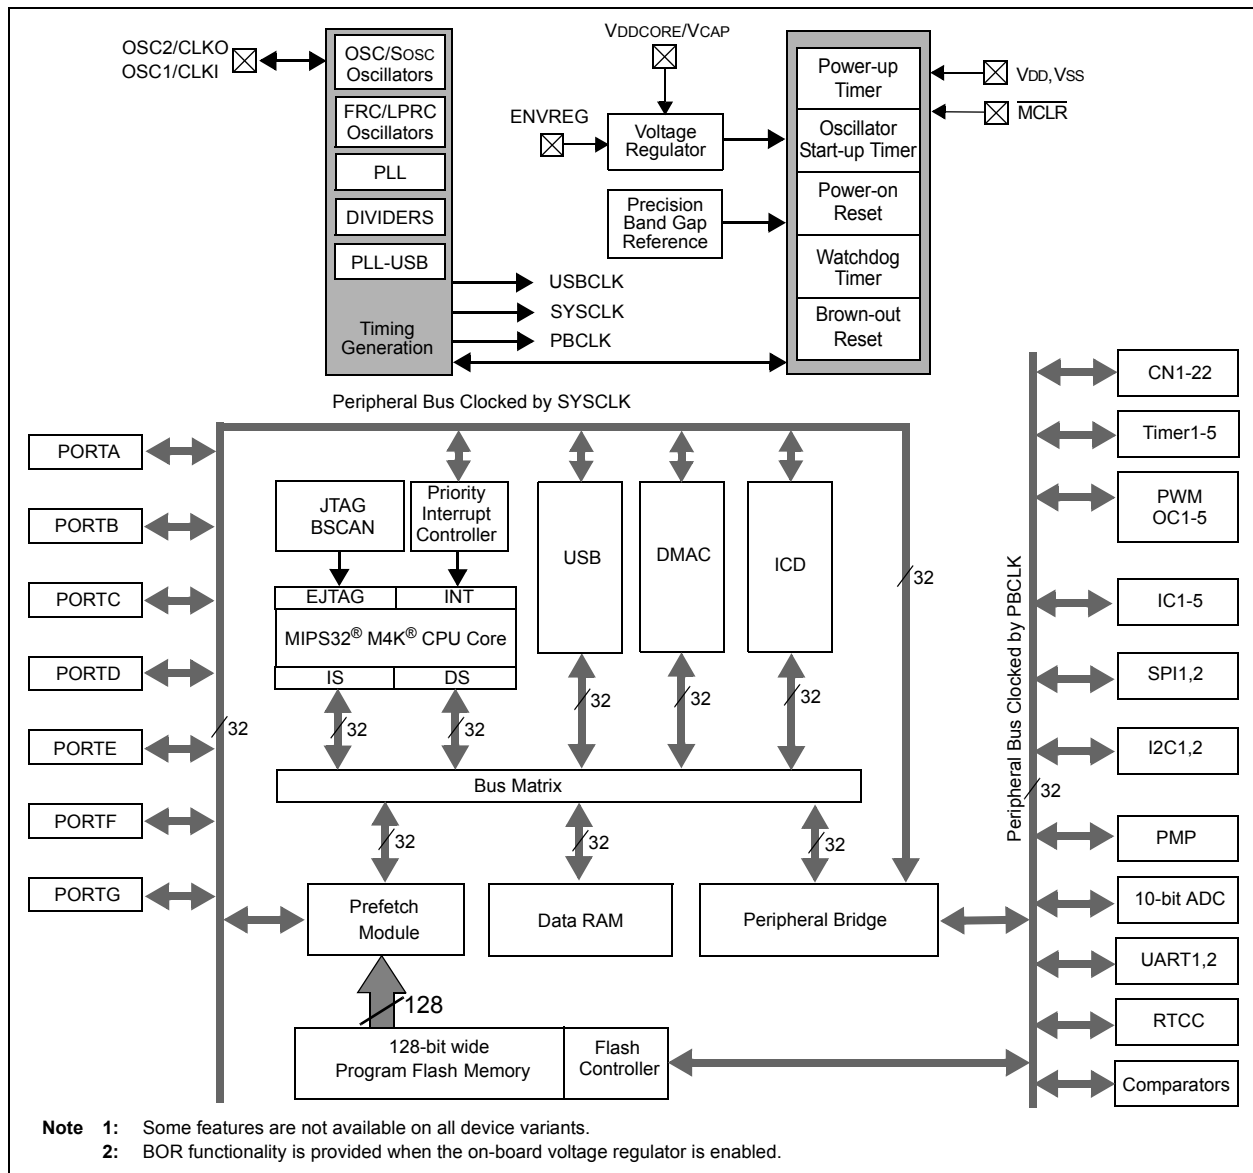 OSC2/CLKO
OSC1/CLKI
OSC/SOSC
Oscillators
FRC/LPRC
Oscillators
PLL
DIVIDERS
PLL-USB
Timing
Generation
USBCLK
SYSCLK
PBCLK
VDDCORE/VCAP
ENVREG
Voltage
Regulator
Precision
Band Gap
Reference
Power-up
Timer
Oscillator
Start-up Timer
Power-on
Reset
Watchdog
Timer
Brown-out
Reset
VDD, VSS
MCLR
Peripheral Bus Clocked by SYSCLK
PORTA
PORTB
PORTC
PORTD
PORTE
PORTF
PORTG
32
JTAG
BSCAN
Priority
Interrupt
Controller
EJTAG
INT
MIPS32® M4K® CPU Core
IS
DS
32
32
USB
32
DMAC
32
ICD
32
32
Bus Matrix
32
32
32
Prefetch
Module
Data RAM
Peripheral Bridge
128
128-bit wide
Program Flash Memory
Flash
Controller
Peripheral Bus Clocked by PBCLK
32
CN1-22
Timer1-5
PWM
OC1-5
IC1-5
SPI1,2
I2C1,2
PMP
10-bit ADC
UART1,2
RTCC
Comparators
Note 1: Some features are not available on all device variants.
2: BOR functionality is provided when the on-board voltage regulator is enabled.